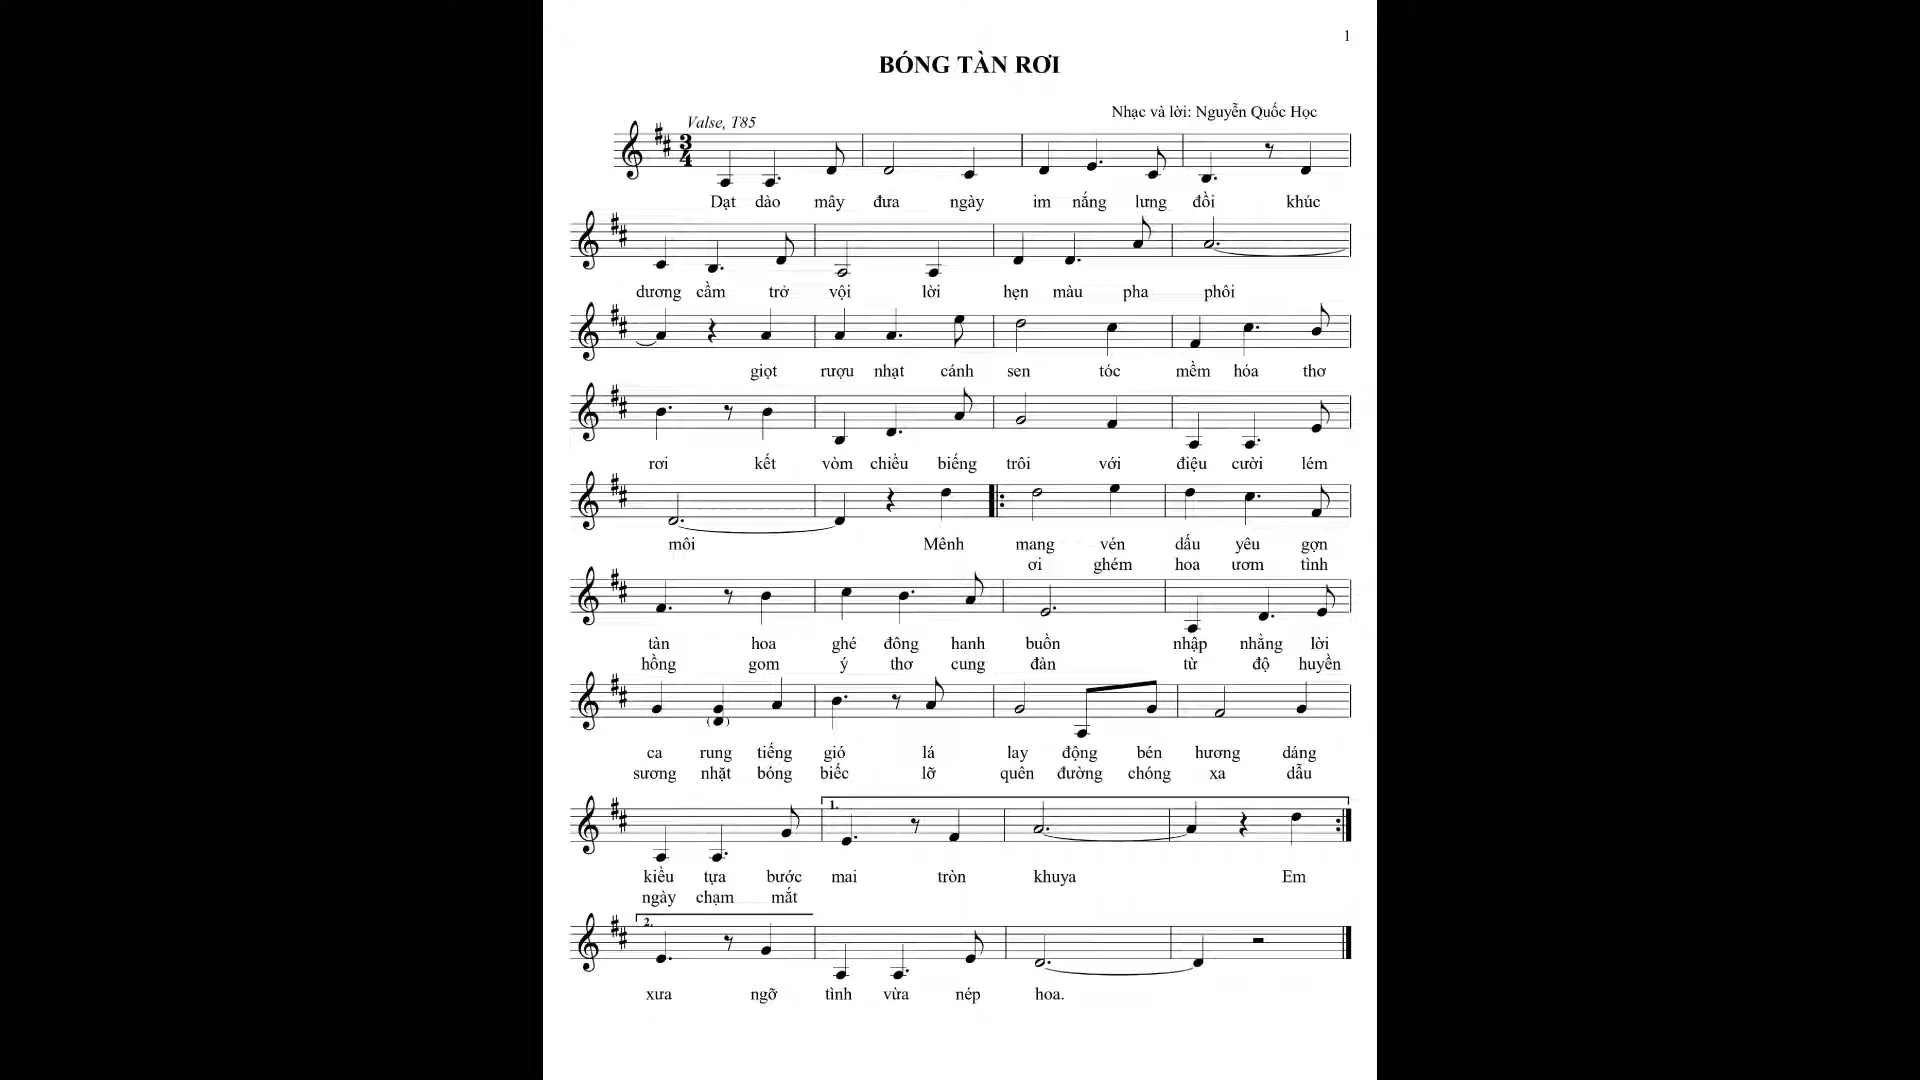 1
BÓNG TÀN RƠI
Nhạc và lời: Nguyễn Quốc Học
Valse, T85
3
4
Dạt dào mây đưa ngày im nắng lưng đồi khúc
dương cầm trở vội lời hẹn màu pha phôi
giọt rượu nhạt cánh sen tóc mềm hóa thơ
rơi kết vòm chiều biếng trôi với điệu cười lém
môi Mênh mang vén dấu yêu gợn
ơi ghém hoa ươm tình
tàn hoa ghé đông hanh buồn nhập nhằng lời
hồng gom ý thơ cung đàn từ độ huyền
ca rung tiếng gió lá lay động bén hương dáng
sương nhặt bóng biếc lỡ quên đường chóng xa dẫu
1.
kiều tựa bước mai tròn khuya Em
ngày chạm mắt
2.
xưa ngỡ tình vừa nép hoa.